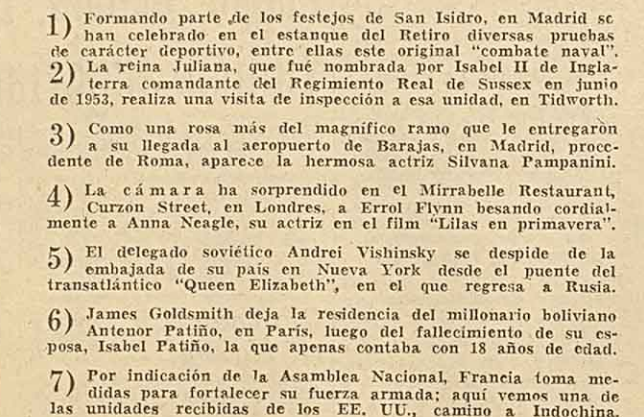 1) Formando parte de los festejos de San Isidro, en Madrid se
han celebrado en el estanque del Retiro diversas pruebas
de carácter deportivo, entre ellas este original "combate naval".
2) La reina Juliana, que fué nombrada por Isabel II de Ingla-
terra comandante del Regimiento Real de Sussex en junio
de 1953, realiza una visita de inspección a esa unidad, en Tidworth.
3) Como una rosa más del magnífico ramo que le entregaron
a su llegada al aeropuerto de Barajas, en Madrid, proce-
dente de Roma, aparece la hermosa actriz Silvana Pampanini.
4) La cámara ha sorprendido en el Mirrabelle Restaurant,
Curzon Street, en Londres, a Errol Flynn besando cordial-
mente a Anna Neagle, su actriz en el film "Lilas en primavera".
5) El delegado soviético Andrei Vishinsky se despide de la
embajada de su país en Nueva York desde el puente del
transatlántico "Queen Elizabeth", en el que regresa a Rusia.
6) James Goldsmith deja la residencia del millonario boliviano
Antenor Patiño, en París, luego del fallecimiento de su es-
posa, Isabel Patiño, la que apenas contaba con 18 años de edad.
7) Por indicación de la Asamblea Nacional, Francia toma me-
didas para fortalecer su fuerza armada; aquí vemos una de
las unidades recibidas de los EE. UU., camino a Indochina.